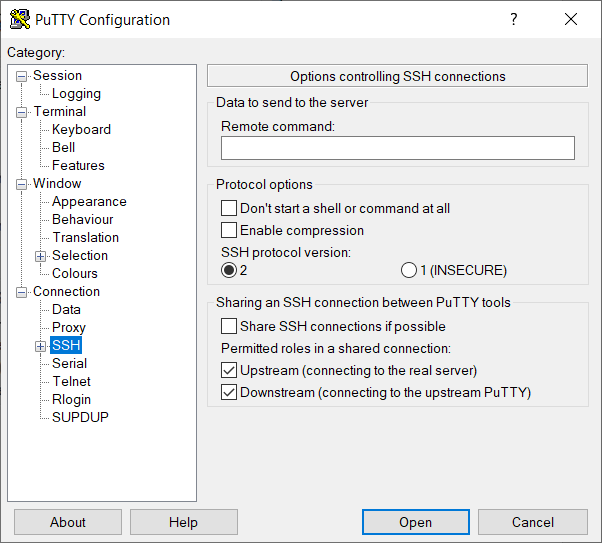 PuTTY Configuration
?
Category:
Session
Logging
Terminal
Keyboard
Bell
Features
Window
Appearance
Behaviour
Translation
Selection
Colours
Connection
Data
Proxy
SSH
Serial
Telnet
Rlogin
SUPDUP
Options controlling SSH connections
Data to send to the server
Remote command:
Protocol options
Don't start a shell or command at all
Enable compression
SSH protocol version:
2
1 (INSECURE)
Sharing an SSH connection between PuTTY tools
Share SSH connections if possible
Permitted roles in a shared connection:
Upstream (connecting to the real server)
Downstream (connecting to the upstream PuTTY)
About
Help
Open
Cancel